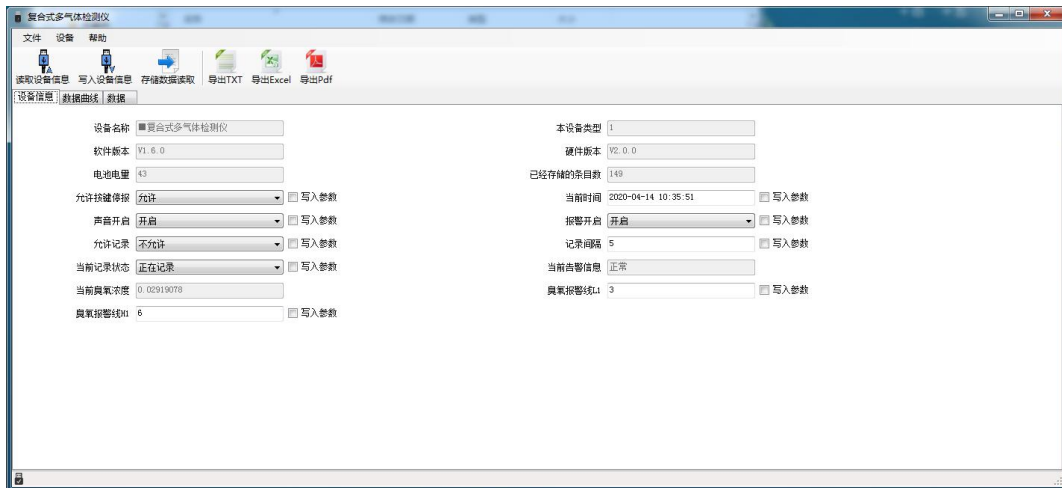 复合式多气体检测仪
文件 设备 帮助
读取设备信息 写入设备信息 存储数据读取 导出TXT 导出Excel 导出Pdf
设备信息 数据曲线 数据
设备名称 ■复合式多气体检测仪 本设备类型 1
软件版本 V1.6.0 硬件版本 V2.0.0
电池电量 43 已经存储的条目数 149
允许按键停报 允许 写入参数 当前时间 2020-04-14 10:35:51 写入参数
声音开启 开启 写入参数 报警开启 开启 写入参数
允许记录 不允许 写入参数 记录间隔 5 写入参数
当前记录状态 正在记录 写入参数 当前告警信息 正常
当前臭氧浓度 0.02919078 臭氧报警线L1 3 写入参数
臭氧报警线H1 6 写入参数